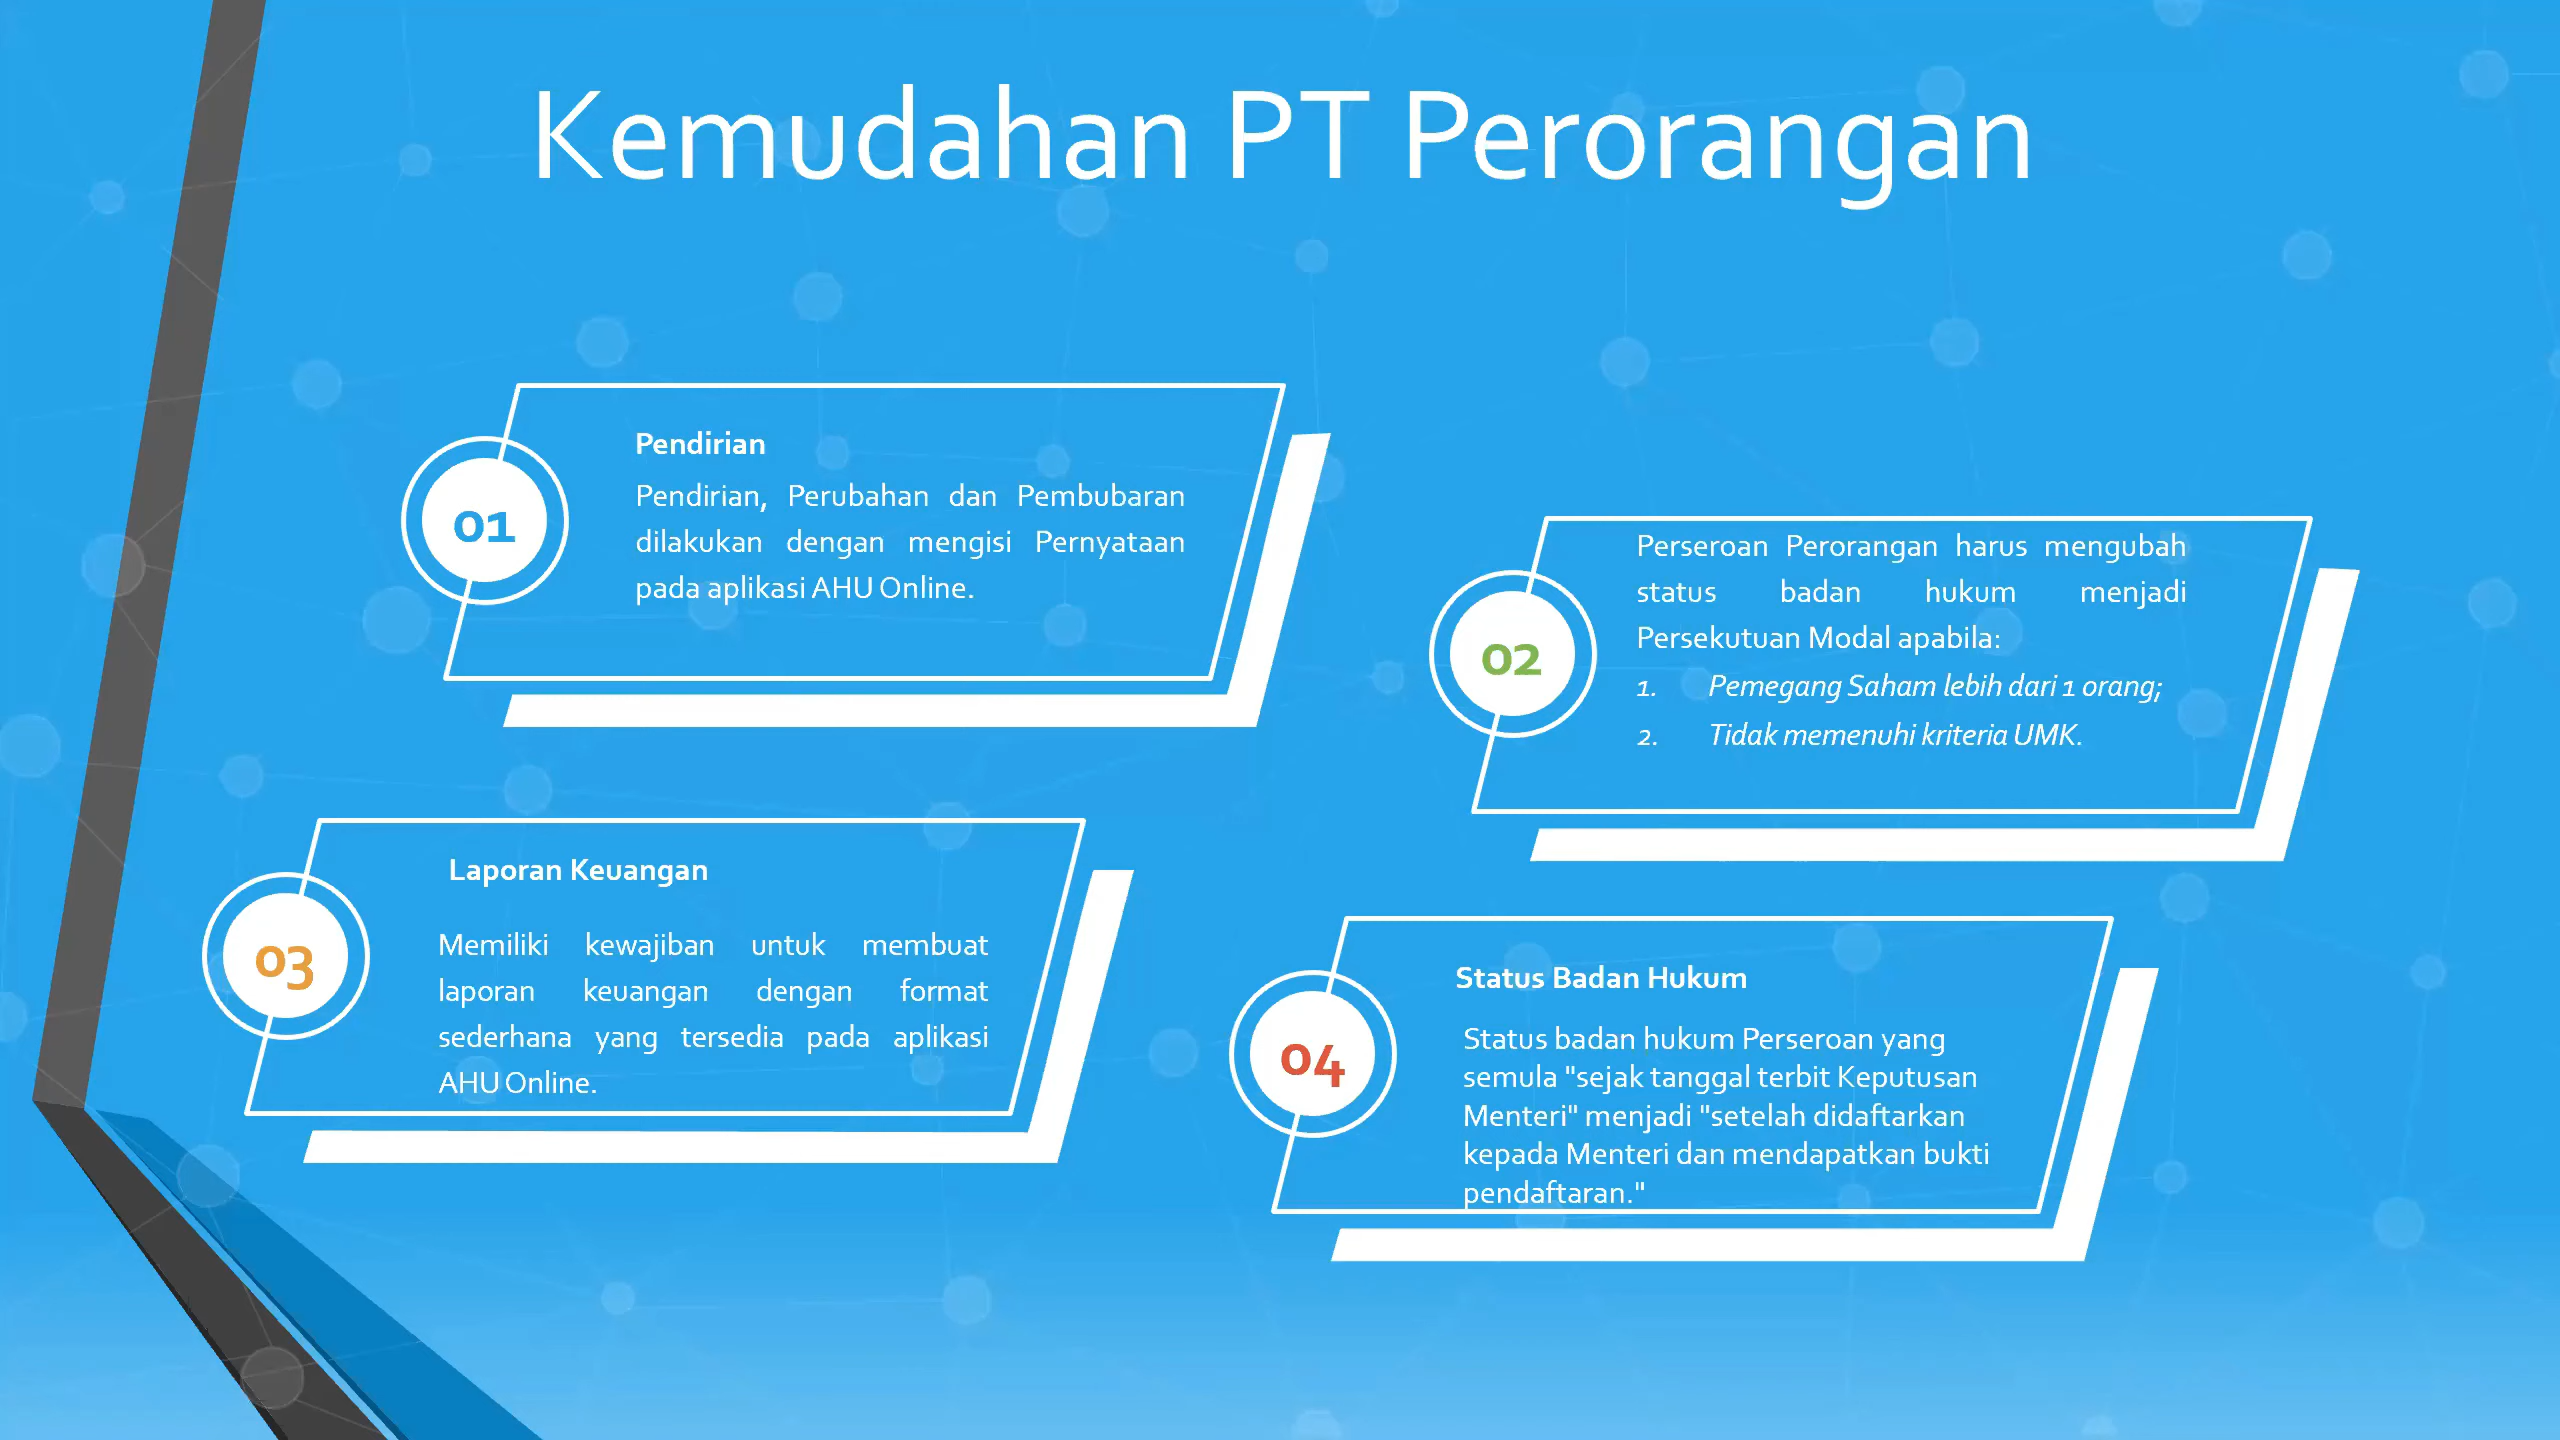 Kemudahan PT Perorangan
01
Pendirian
Pendirian, Perubahan dan Pembubaran
dilakukan dengan mengisi Pernyataan
pada aplikasi AHU Online.
02
Perseroan Perorangan harus mengubah
status badan hukum menjadi
Persekutuan Modal apabila:
1. Pemegang Saham lebih dari 1 orang;
2. Tidak memenuhi kriteria UMK.
03
Laporan Keuangan
Memiliki kewajiban untuk membuat
laporan keuangan dengan format
sederhana yang tersedia pada aplikasi
AHU Online.
04
Status Badan Hukum
Status badan hukum Perseroan yang
semula "sejak tanggal terbit Keputusan
Menteri" menjadi "setelah didaftarkan
kepada Menteri dan mendapatkan bukti
pendaftaran."